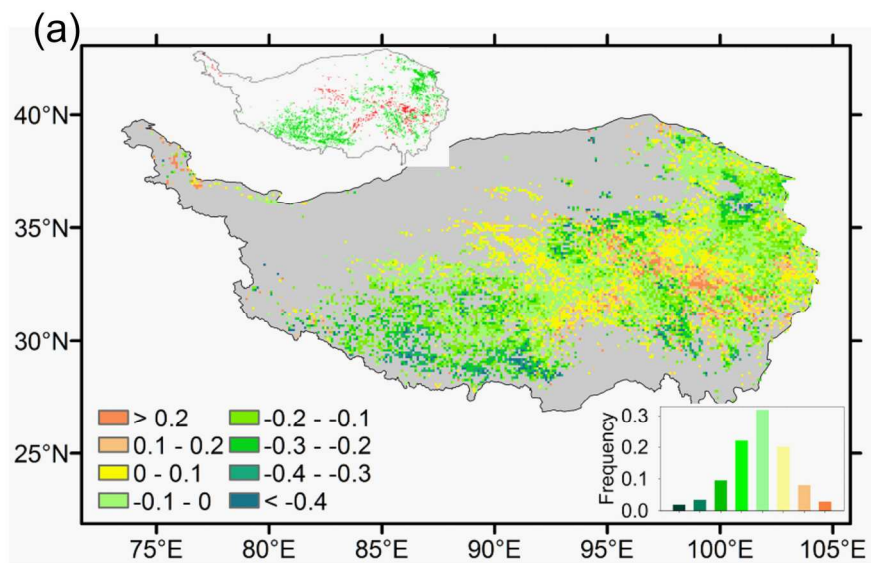 (a)
40°N
35°N
30°N
25°N
> 0.2
0.1 - 0.2
0 - 0.1
-0.1 - 0
-0.2 - -0.1
-0.3 - -0.2
-0.4 - -0.3
< -0.4
Frequency
0.3
0.2
0.1
0.0
75°E 80°E 85°E 90°E 95°E 100°E 105°E